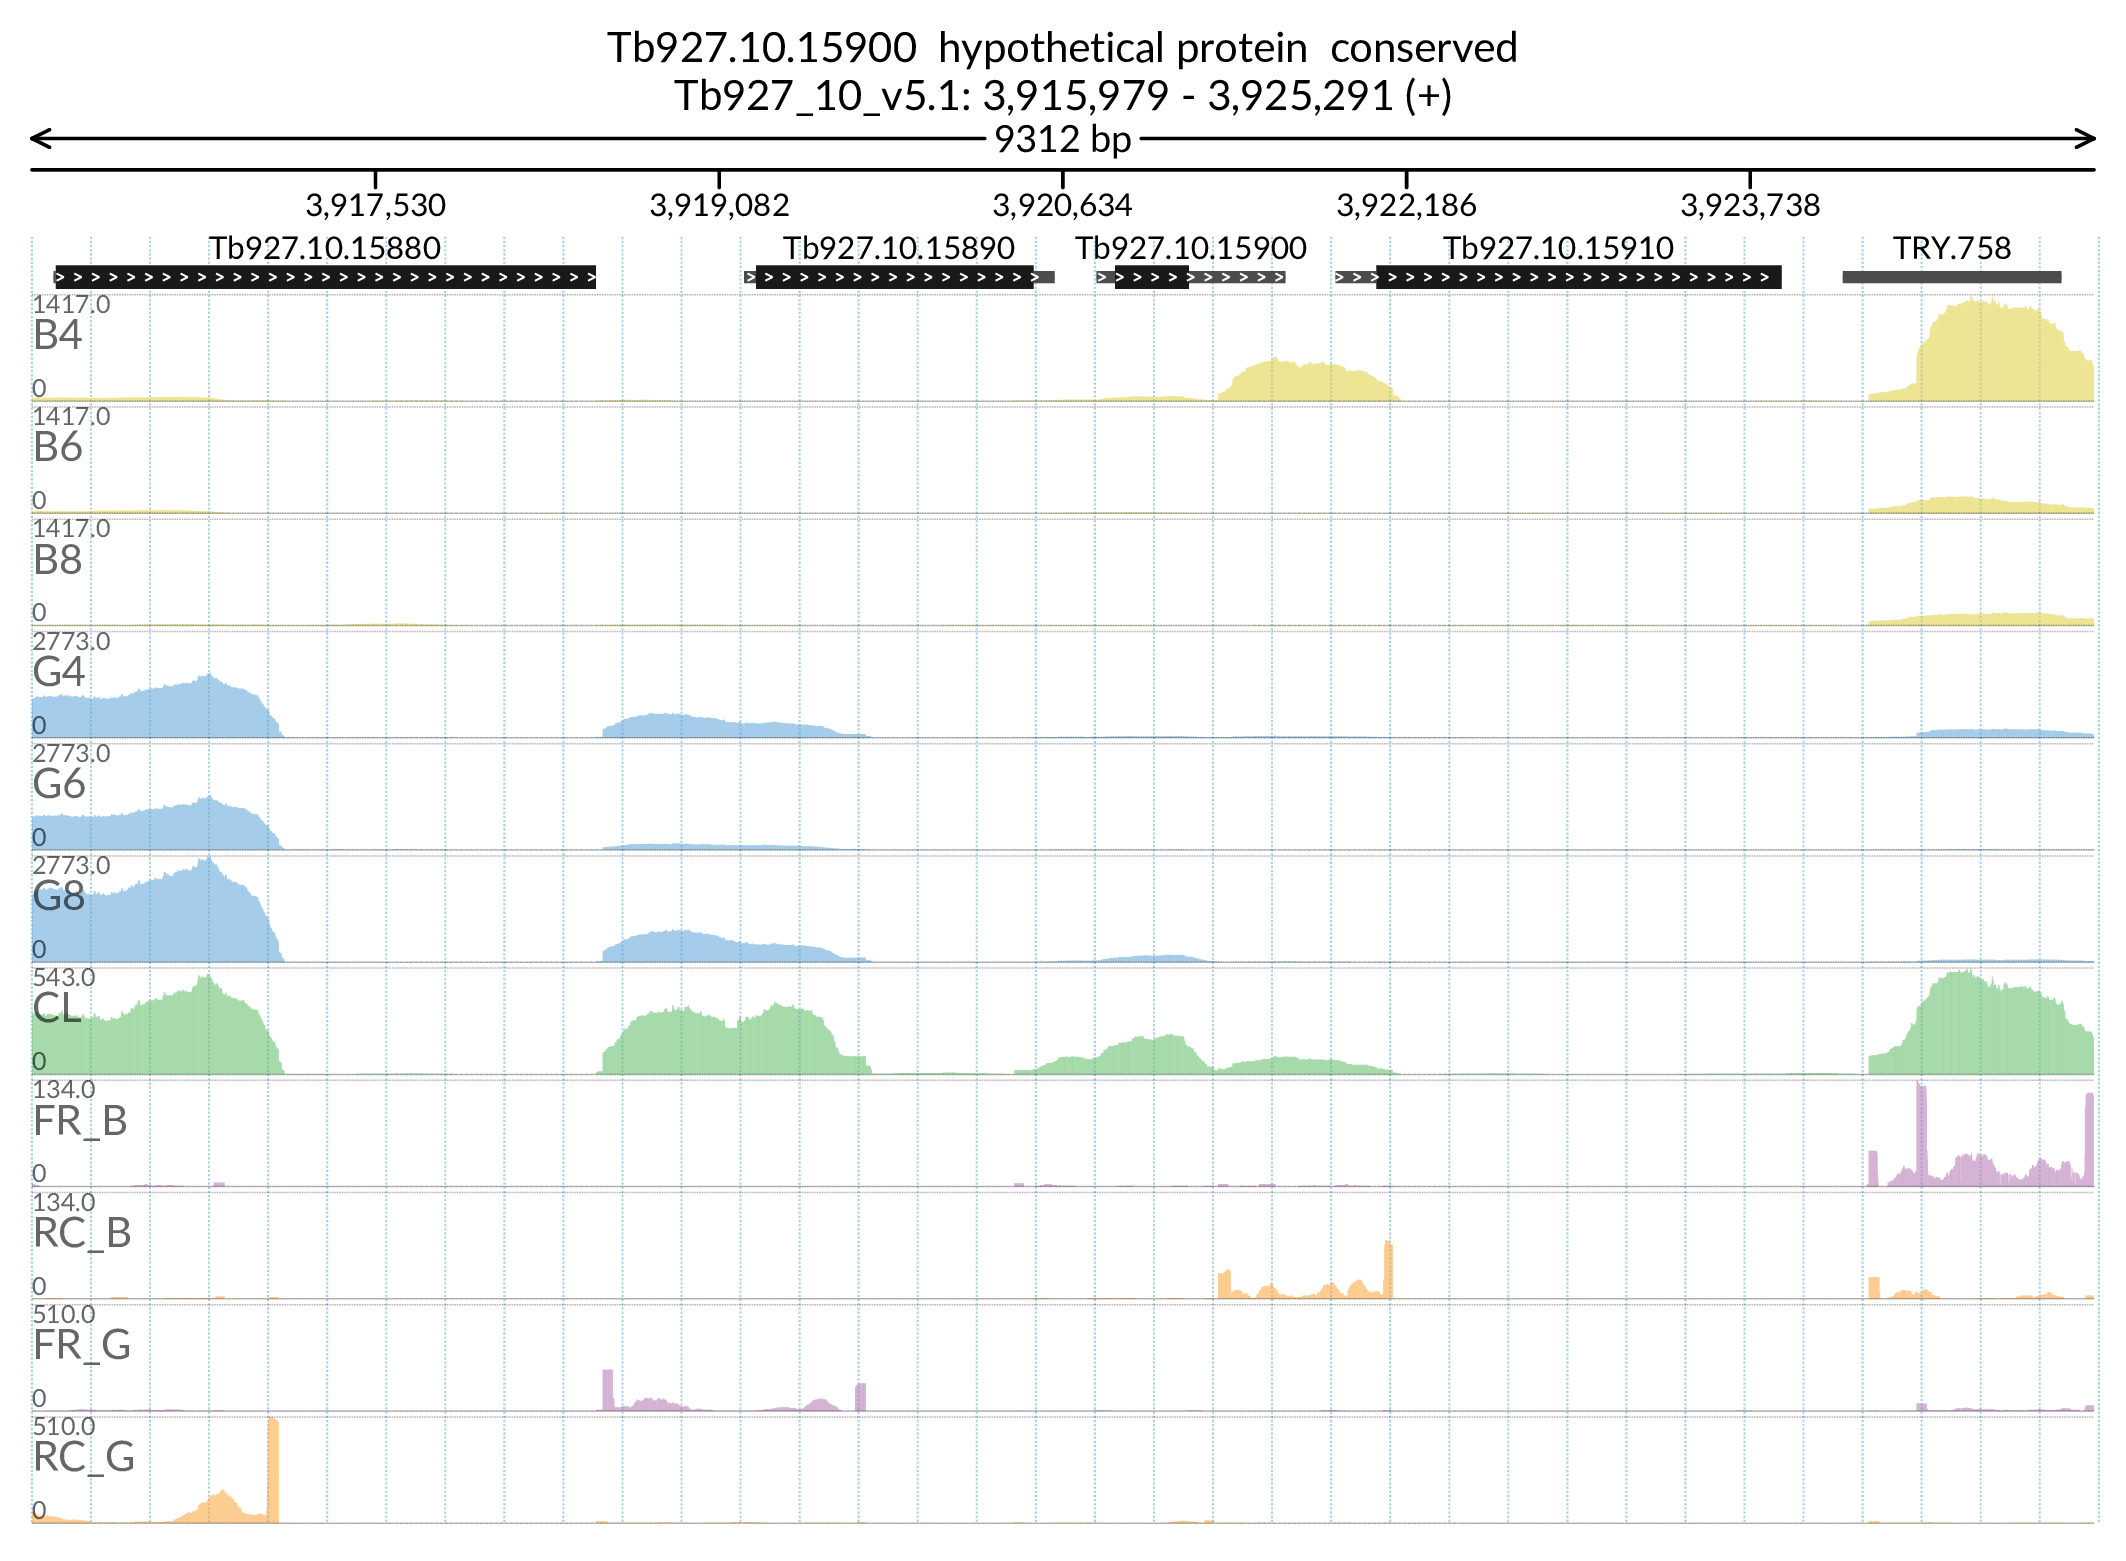 Tb927.10.15900 hypothetical protein conserved
Tb927_10_v5.1: 3,915,979 - 3,925,291 (+)
9312 bp
3,917,530 3,919,082 3,920,634 3,922,186 3,923,738
Tb927.10.15880 Tb927.10.15890 Tb927.10.15900 Tb927.10.15910 TRY.758
1417.0
B4
0
1417.0
B6
0
1417.0
B8
0
2773.0
G4
0
2773.0
G6
0
2773.0
G8
0
543.0
CL
0
134.0
FR_B
0
134.0
RC_B
0
510.0
FR_G
0
510.0
RC_G
0